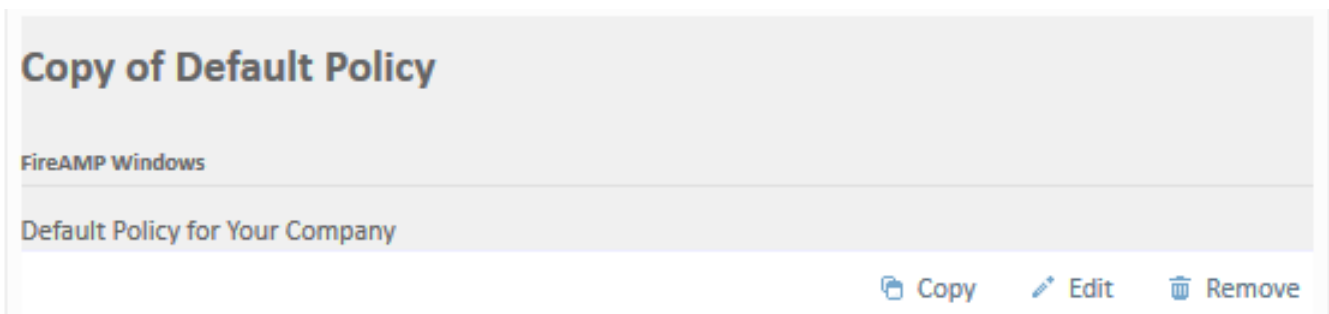 Copy of Default Policy
FireAMP Windows
Default Policy for Your Company
Copy Edit Remove